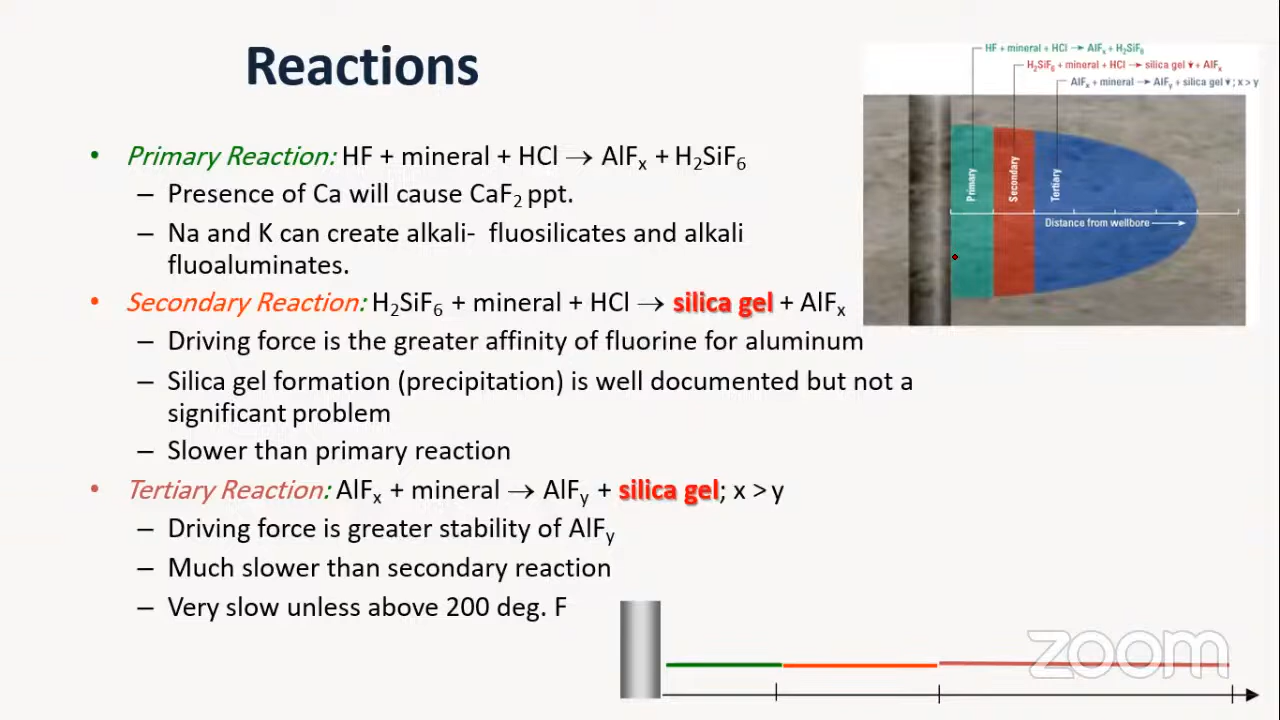 Reactions
HF + mineral + HCl → AlFₓ + H₂SiF₆
H₂SiF₆ + mineral + HCl → silica gel ▼ + AlFₓ
AlFₓ + mineral → AlFᵧ + silica gel ▼; x > y
Primary
Secondary
Tertiary
Distance from wellbore →
• Primary Reaction: HF + mineral + HCl → AlFₓ + H₂SiF₆
– Presence of Ca will cause CaF₂ ppt.
– Na and K can create alkali- fluosilicates and alkali
fluoaluminates.
• Secondary Reaction: H₂SiF₆ + mineral + HCl → silica gel + AlFₓ
– Driving force is the greater affinity of fluorine for aluminum
– Silica gel formation (precipitation) is well documented but not a
significant problem
– Slower than primary reaction
• Tertiary Reaction: AlFₓ + mineral → AlFᵧ + silica gel; x > y
– Driving force is greater stability of AlFᵧ
– Much slower than secondary reaction
– Very slow unless above 200 deg. F
zoom